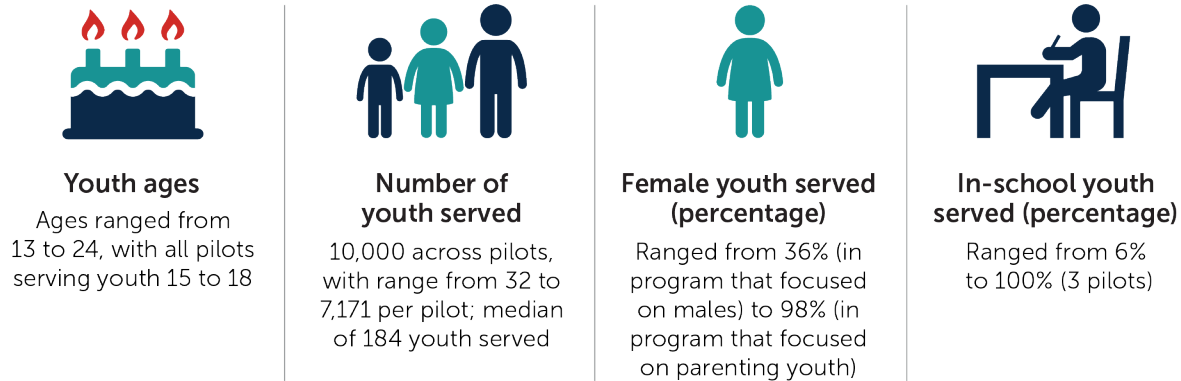 Youth ages
Ages ranged from
13 to 24, with all pilots
serving youth 15 to 18
Number of
youth served
10,000 across pilots,
with range from 32 to
7,171 per pilot; median
of 184 youth served
Female youth served
(percentage)
Ranged from 36% (in
program that focused
on males) to 98% (in
program that focused
on parenting youth)
In-school youth
served (percentage)
Ranged from 6%
to 100% (3 pilots)